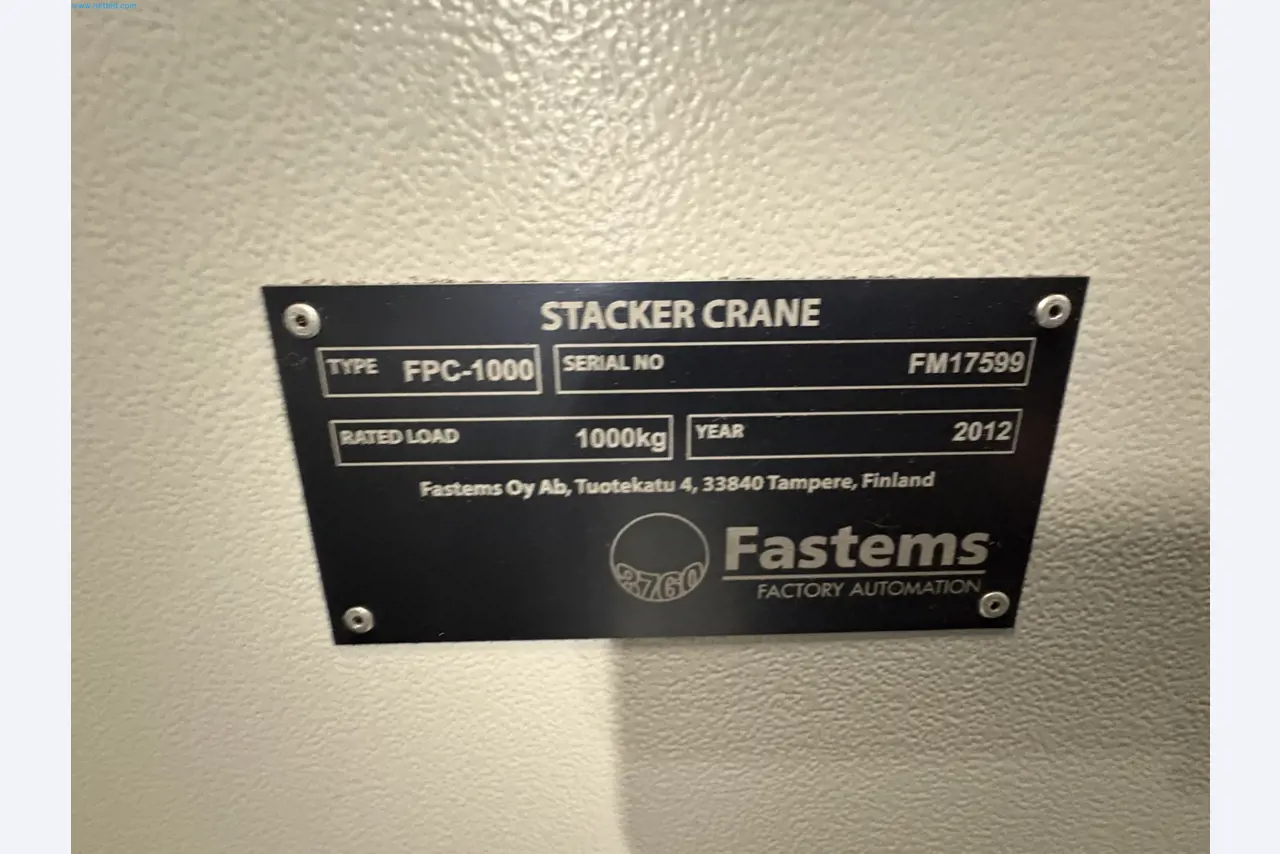 STACKER CRANE
TYPE FPC-1000 SERIAL NO FM17599
RATED LOAD 1000kg YEAR 2012
Fastems Oy Ab, Tuotekatu 4, 33840 Tampere, Finland
8760 Fastems
FACTORY AUTOMATION